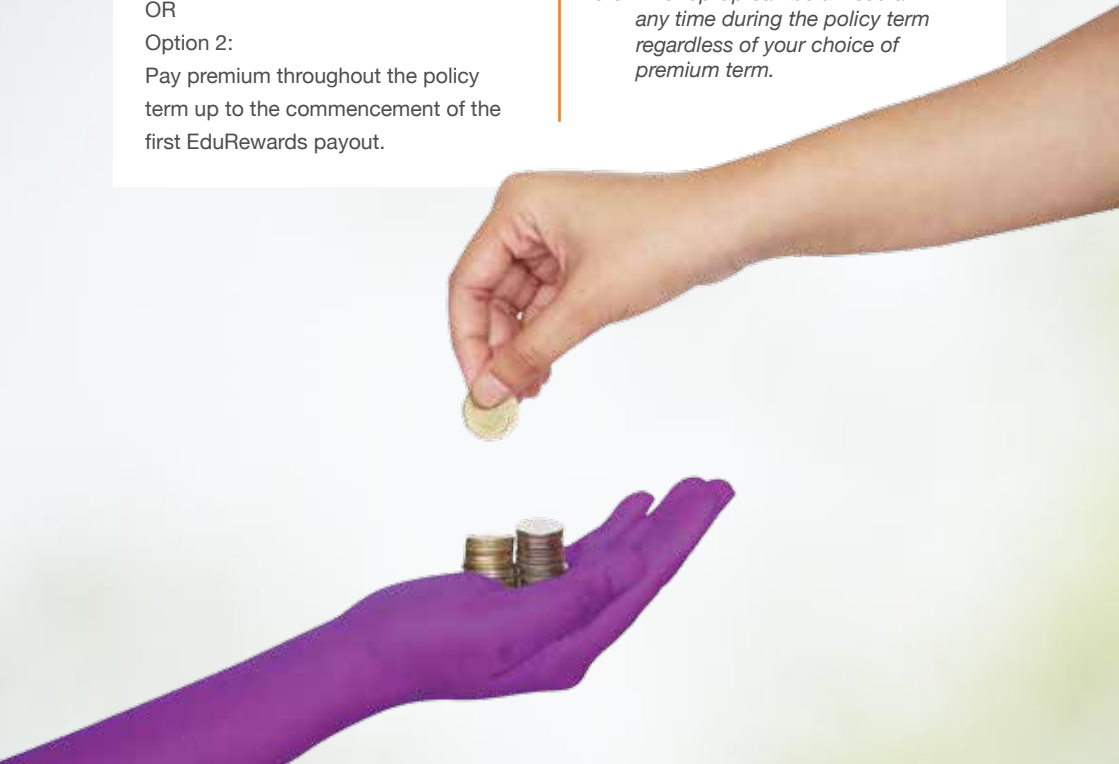 OR
Option 2:
Pay premium throughout the policy
term up to the commencement of the
first EduRewards payout.
any time during the policy term
regardless of your choice of
premium term.